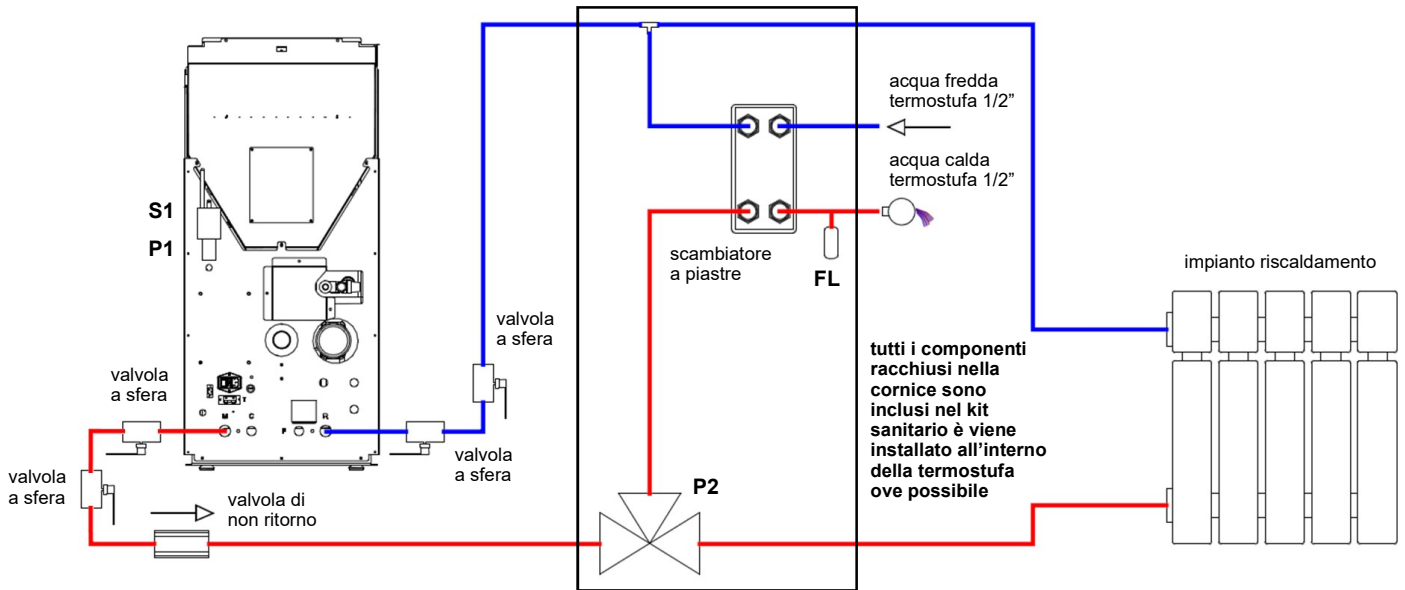 acqua fredda
termostufa 1/2”
acqua calda
termostufa 1/2”
S1
P1
scambiatore
a piastre
FL
impianto riscaldamento
valvola
a sfera
tutti i componenti
racchiusi nella
cornice sono
inclusi nel kit
sanitario è viene
installato all’interno
della termostufa
ove possibile
valvola
a sfera
T
M
C
F
R
valvola
a sfera
valvola
a sfera
P2
valvola di
non ritorno